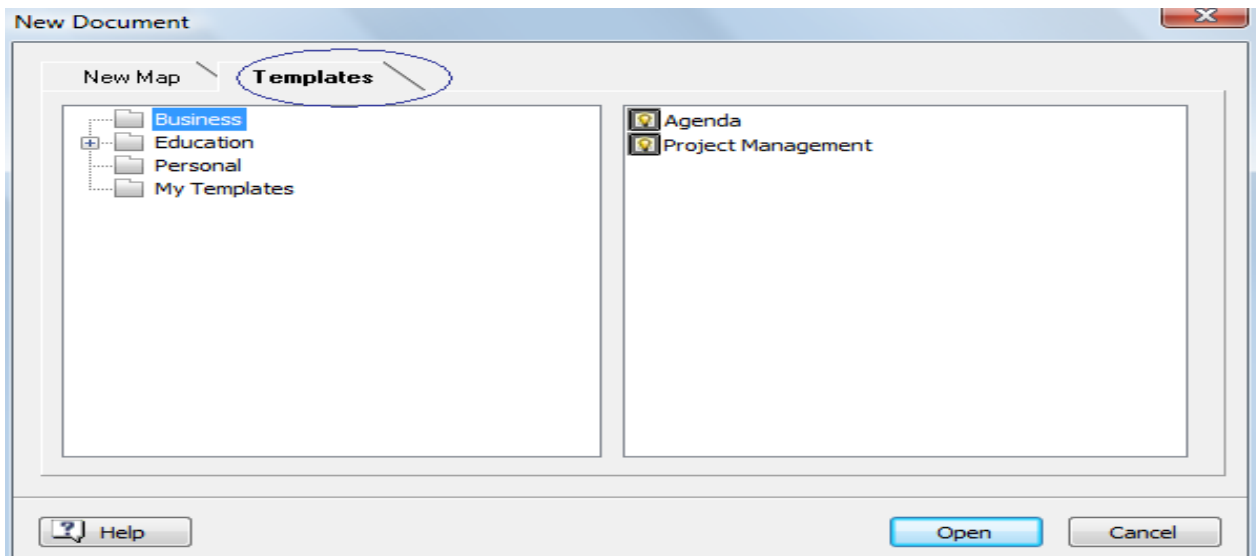 New Document
New Map
Templates
Business
Education
Personal
My Templates
Agenda
Project Management
Help
Open
Cancel